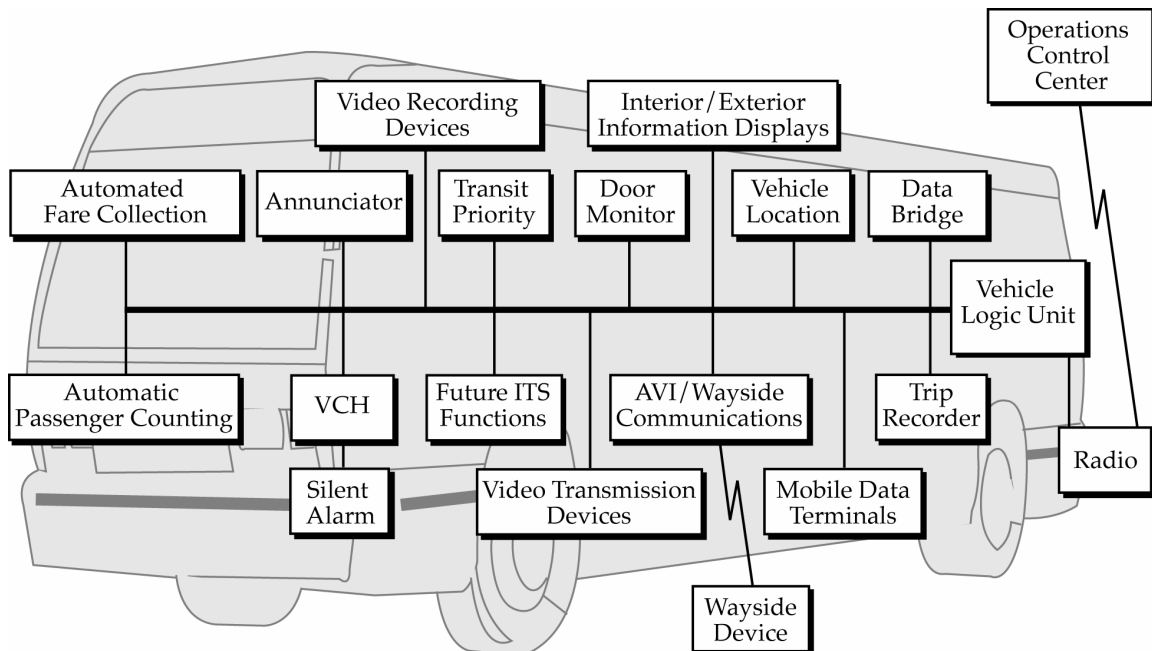 Operations
Control
Center
Video Recording
Devices
Interior/Exterior
Information Displays
Automated
Fare Collection
Annunciator
Transit
Priority
Door
Monitor
Vehicle
Location
Data
Bridge
Vehicle
Logic Unit
Automatic
Passenger Counting
VCH
Future ITS
Functions
AVI/Wayside
Communications
Trip
Recorder
Radio
Silent
Alarm
Video Transmission
Devices
Mobile Data
Terminals
Wayside
Device